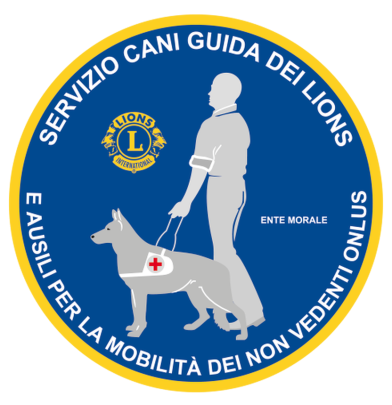 SERVIZIO CANI GUIDA DEI LIONS
LIONS
L
INTERNATIONAL
ENTE MORALE
E AUSILI PER LA MOBILITÀ DEI NON VEDENTI ONLUS